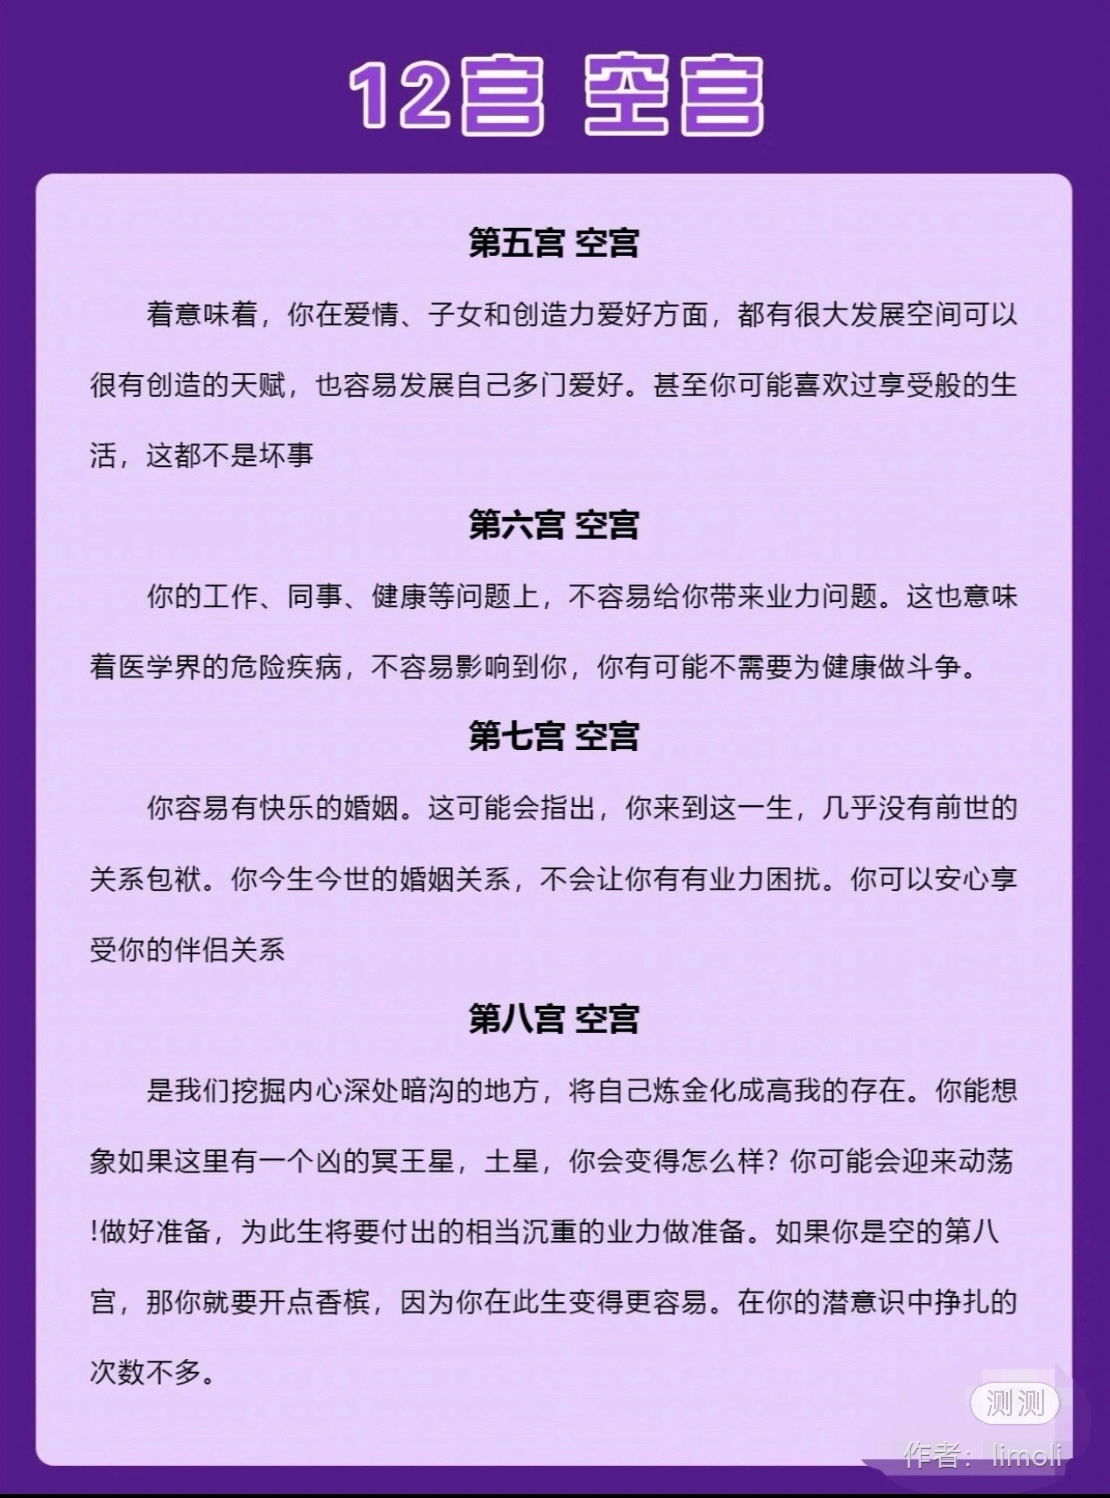 12宫 空宫
第五宫 空宫
着意味着，你在爱情、子女和创造力爱好方面，都有很大发展空间可以
很有创造的天赋，也容易发展自己多门爱好。甚至你可能喜欢过享受般的生
活，这都不是坏事
第六宫 空宫
你的工作、同事、健康等问题上，不容易给你带来业力问题。这也意味
着医学界的危险疾病，不容易影响到你，你有可能不需要为健康做斗争。
第七宫 空宫
你容易有快乐的婚姻。这可能会指出，你来到这一生，几乎没有前世的
关系包袱。你今生今世的婚姻关系，不会让你有有业力困扰。你可以安心享
受你的伴侣关系
第八宫 空宫
是我们挖掘内心深处暗沟的地方，将自己炼金化成高我的存在。你能想
象如果这里有一个凶的冥王星，土星，你会变得怎么样？你可能会迎来动荡
!做好准备，为此生将要付出的相当沉重的业力做准备。如果你是空的第八
宫，那你就要开点香槟，因为你在此生变得更容易。在你的潜意识中挣扎的
次数不多。
测测
作者：limoli